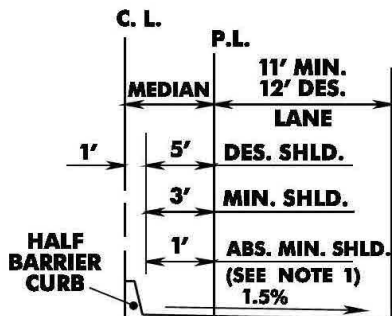 C. L.
P.L.
11' MIN.
12' DES.
MEDIAN
LANE
1'
5'
DES. SHLD.
3'
MIN. SHLD.
1'
ABS. MIN. SHLD.
(SEE NOTE 1)
HALF
BARRIER
CURB
1.5%